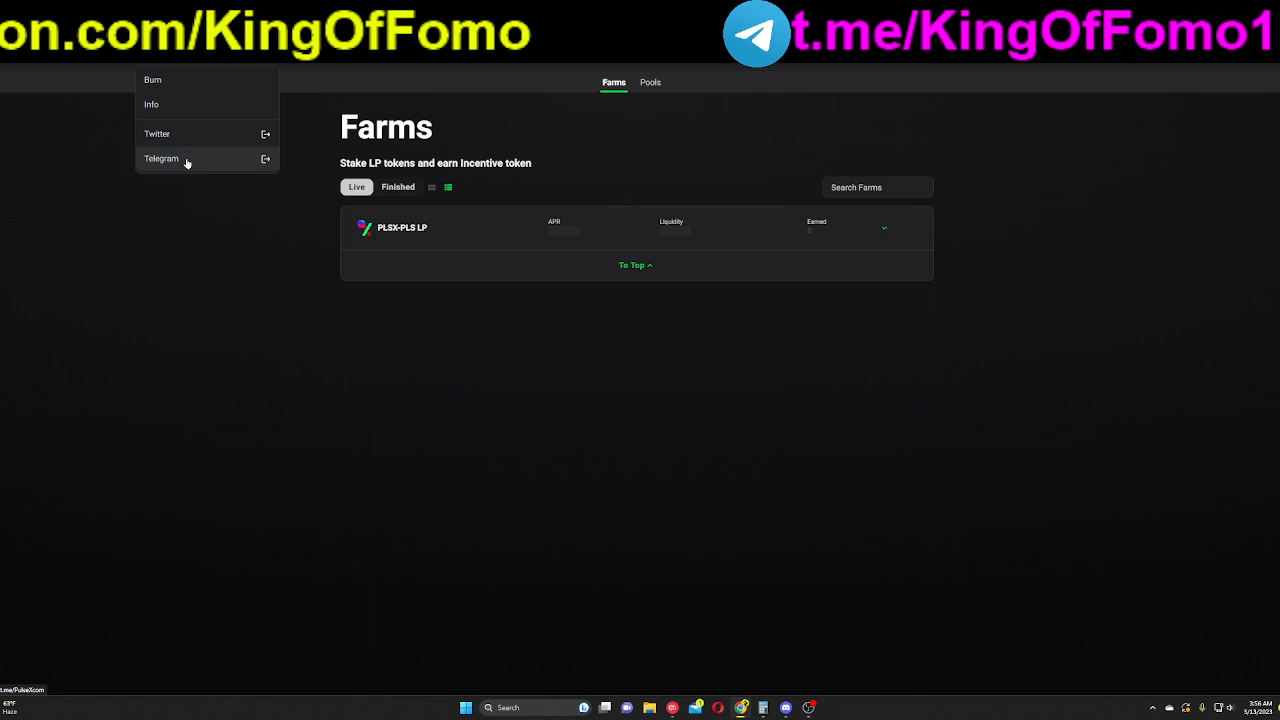 on.com/KingOfFomo
t.me/KingOfFomo1
Burn
Info
Twitter
Telegram
Farms
Pools
Farms
Stake LP tokens and earn Incentive token
Live
Finished
Search Farms
PLSX-PLS LP
APR
Liquidity
Earned
0
To Top
t.me/PulseXcom
63°F
Haze
Search
3:56 AM
5/13/2023